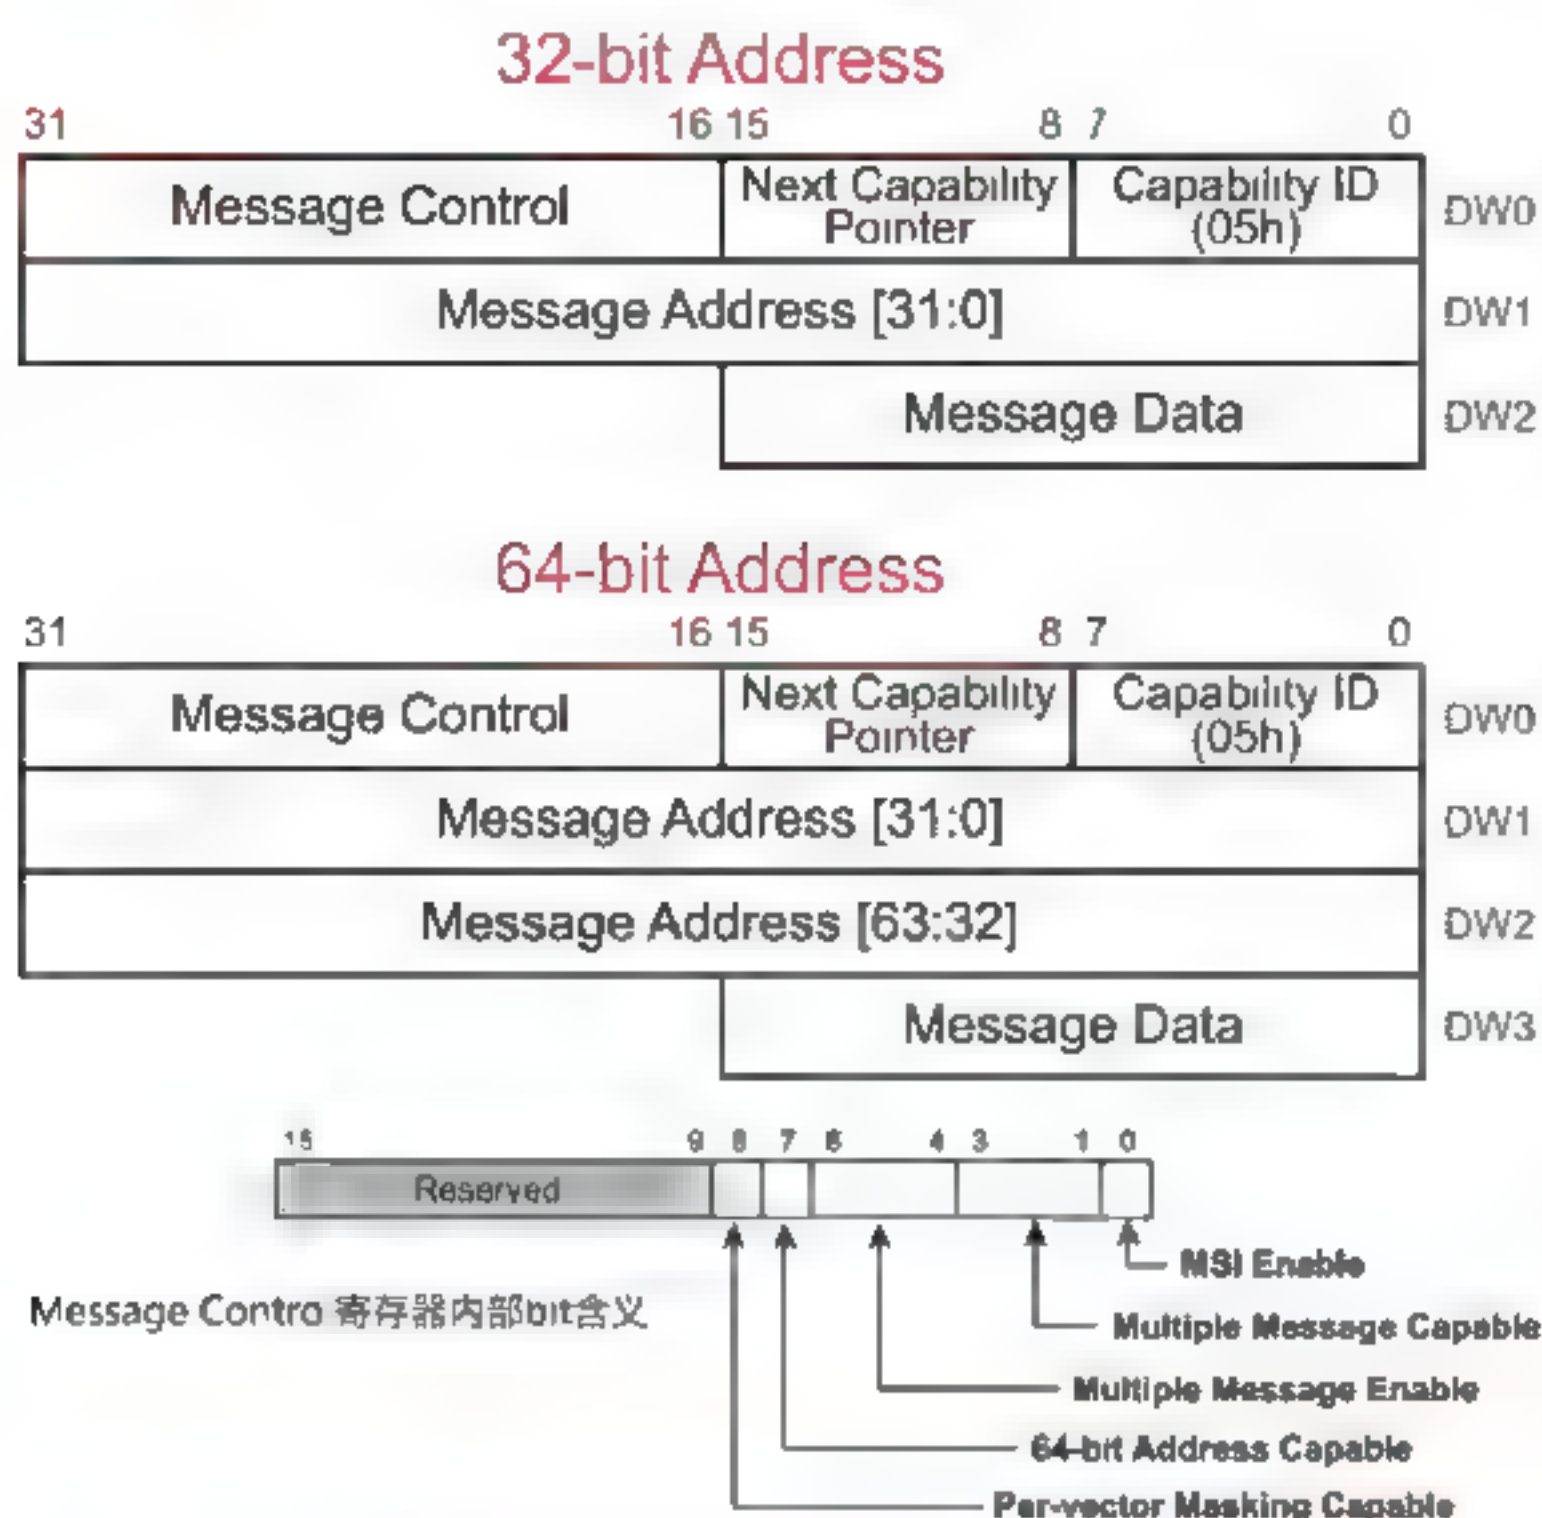 32-bit Address
31 16 15 8 7 0
Message Control Next Capability Pointer Capability ID (05h) DW0
Message Address [31:0] DW1
Message Data DW2
64-bit Address
31 16 15 8 7 0
Message Control Next Capability Pointer Capability ID (05h) DW0
Message Address [31:0] DW1
Message Address [63:32] DW2
Message Data DW3
15 9 8 7 6 4 3 1 0
Reserved
MSI Enable
Message Contro 寄存器内部bit含义
Multiple Message Capable
Multiple Message Enable
64-bit Address Capable
Per-vector Masking Capable